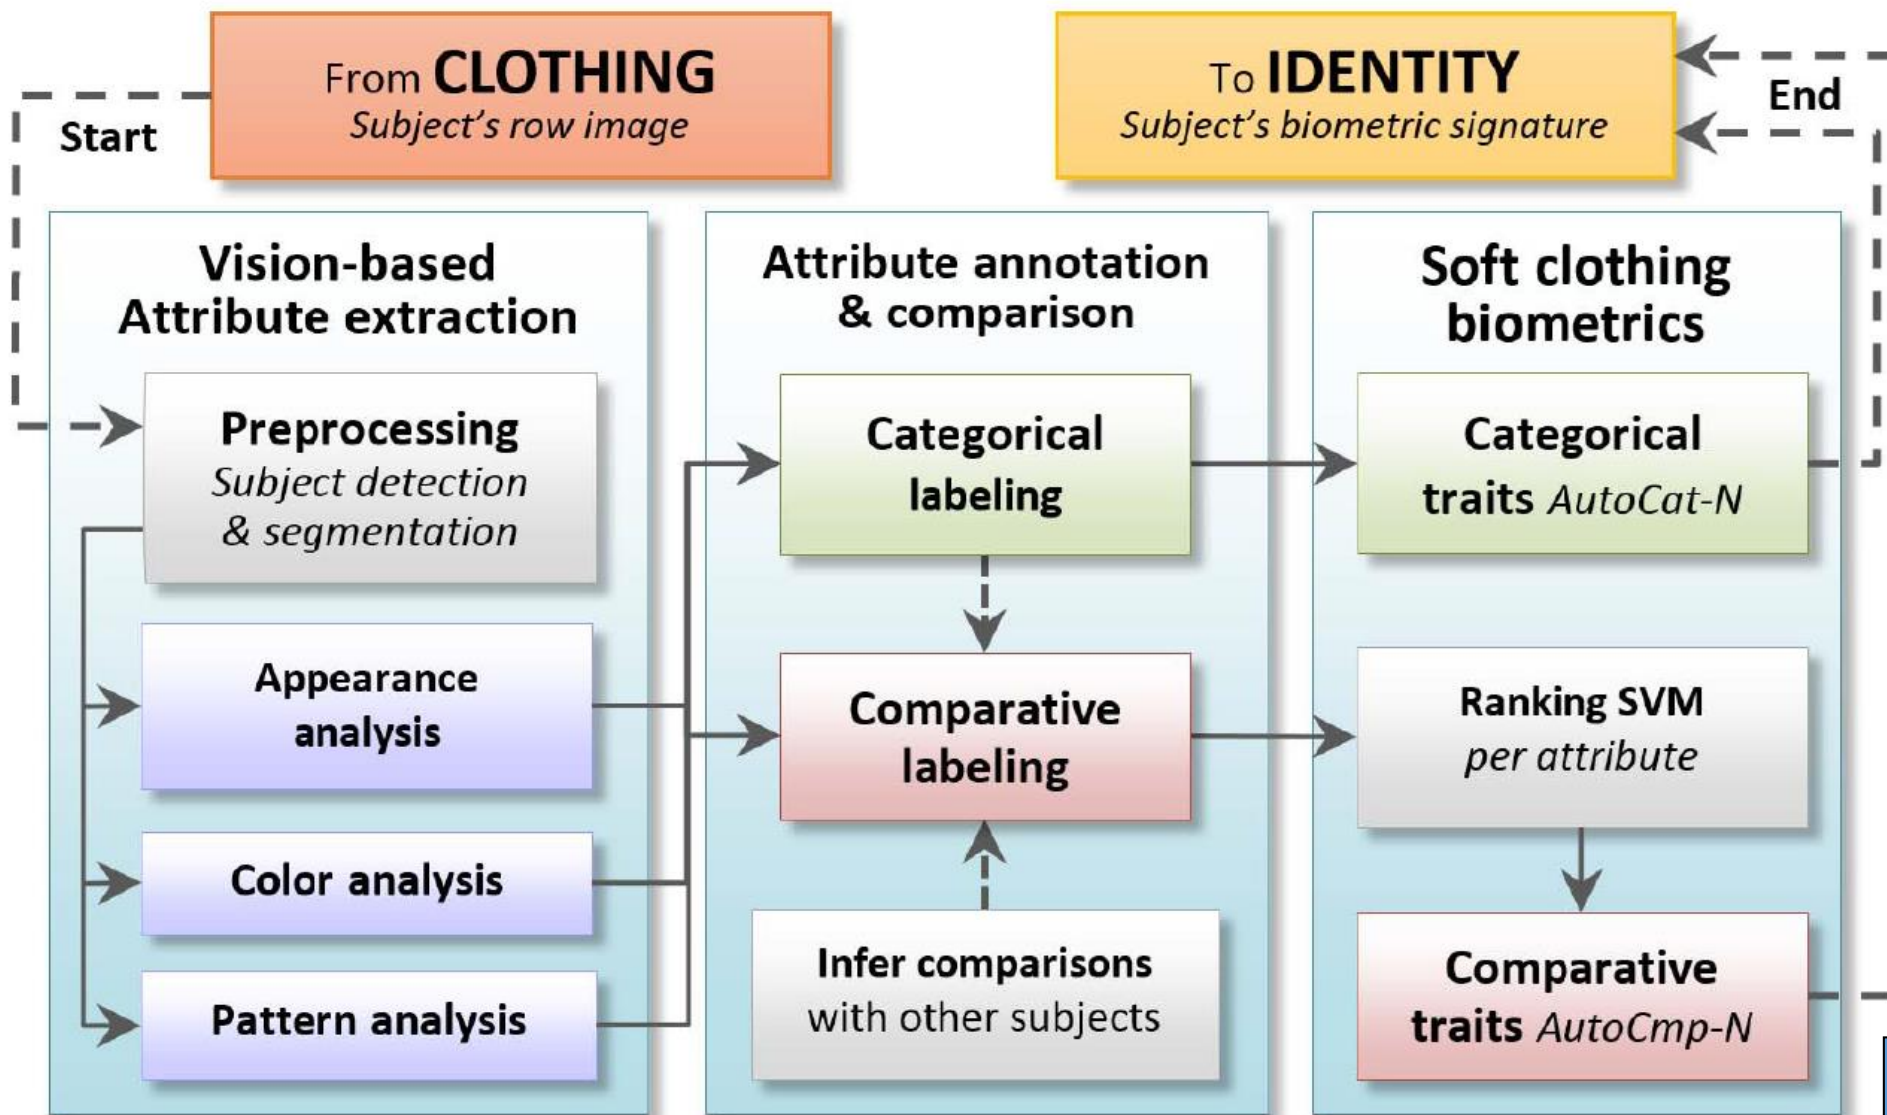 From CLOTHING
Subject's row image
To IDENTITY
Subject's biometric signature
Start
End
Vision-based
Attribute extraction
Preprocessing
Subject detection
& segmentation
Appearance
analysis
Color analysis
Pattern analysis
Attribute annotation
& comparison
Categorical
labeling
Comparative
labeling
Infer comparisons
with other subjects
Soft clothing
biometrics
Categorical
traits AutoCat-N
Ranking SVM
per attribute
Comparative
traits AutoCmp-N